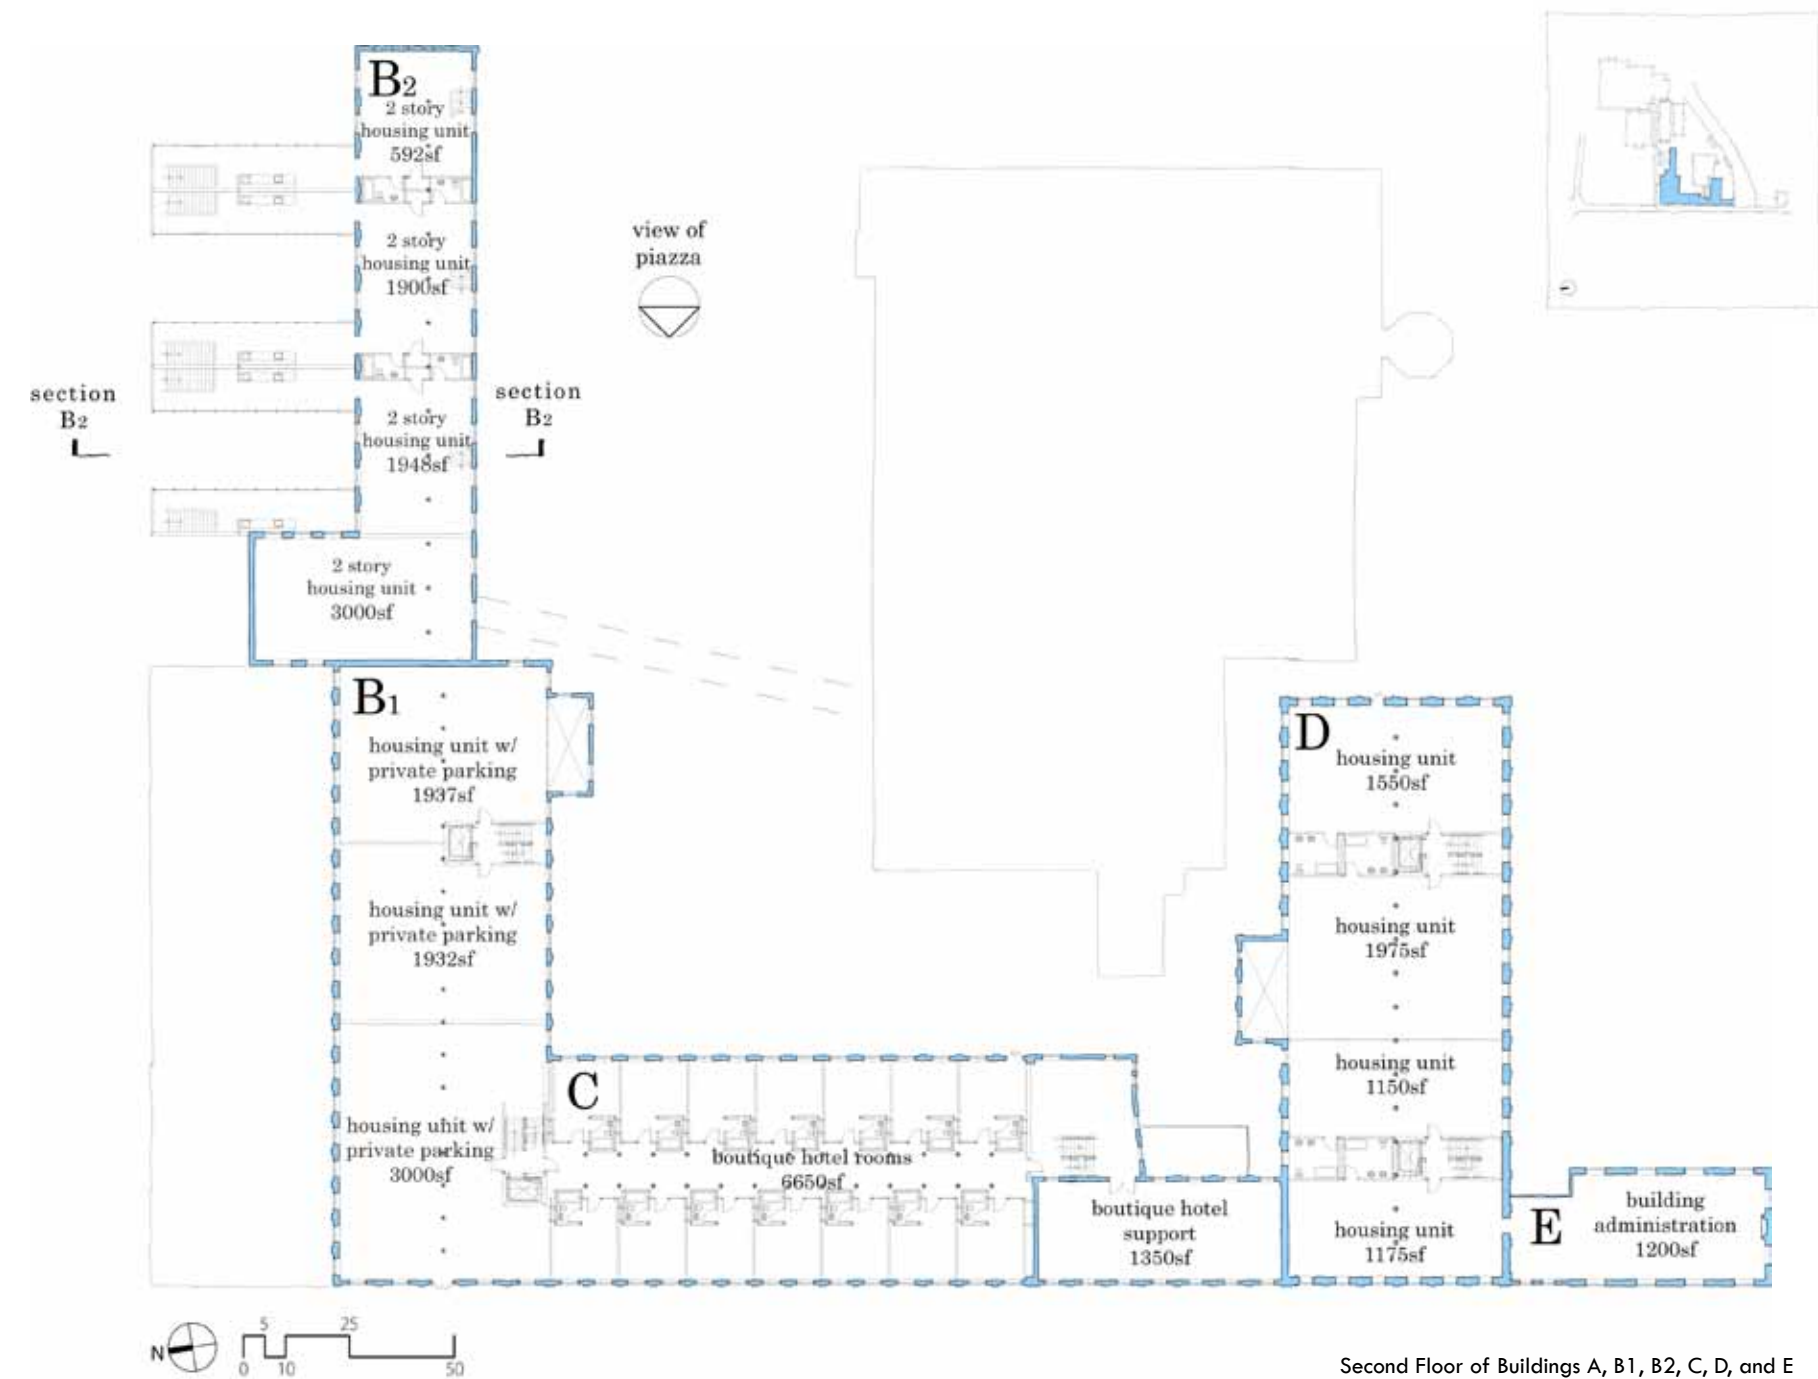 B2
2 story
housing unit
592sf
2 story
housing unit
1900sf
view of
piazza
section
B2
section
B2
2 story
housing unit
1948sf
2 story
housing unit
3000sf
B1
housing unit w/
private parking
1937sf
housing unit w/
private parking
1932sf
housing unit w/
private parking
3000sf
C
boutique hotel rooms
6650sf
boutique hotel
support
1350sf
D
housing unit
1550sf
housing unit
1975sf
housing unit
1150sf
housing unit
1175sf
E
building
administration
1200sf
N
5 25
0 10 50
Second Floor of Buildings A, B1, B2, C, D, and E